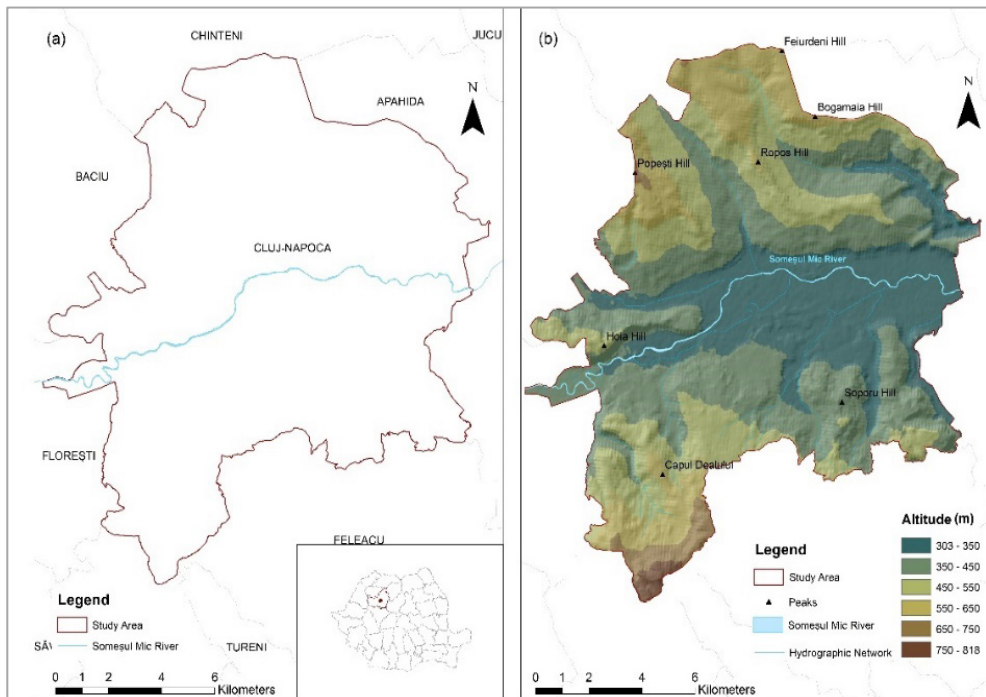 (a)
CHINTENI
JUCU
N
APAHIDA
BACIU
CLUJ-NAPOCA
FLOREȘTI
FELEACU
Legend
Study Area
SĂV
Someșul Mic River
TURENI
0 1 2 4 6
Kilometers
(b)
Feiurdeni Hill
N
Bogamaia Hill
Ropos Hill
Popești Hill
Someșul Mic River
Hoia Hill
Șoporu Hill
Capul Dealului
Legend
Study Area
Peaks
Someșul Mic River
Hydrographic Network
0 1 2 4 6
Kilometers
Altitude (m)
303 - 350
350 - 450
450 - 550
550 - 650
650 - 750
750 - 818